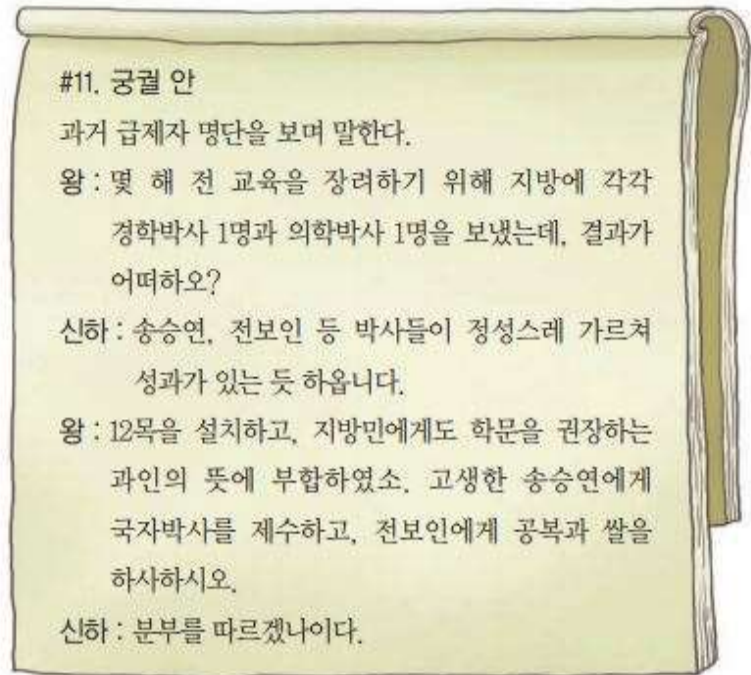 #11. 궁궐 안
과거 급제자 명단을 보며 말한다.
왕 : 몇 해 전 교육을 장려하기 위해 지방에 각각
경학박사 1명과 의학박사 1명을 보냈는데, 결과가
어떠하오?
신하 : 송승연, 전보인 등 박사들이 정성스레 가르쳐
성과가 있는 듯 하옵니다.
왕 : 12목을 설치하고, 지방민에게도 학문을 권장하는
과인의 뜻에 부합하였소. 고생한 송승연에게
국자박사를 제수하고, 전보인에게 공복과 쌀을
하사하시오.
신하 : 분부를 따르겠나이다.